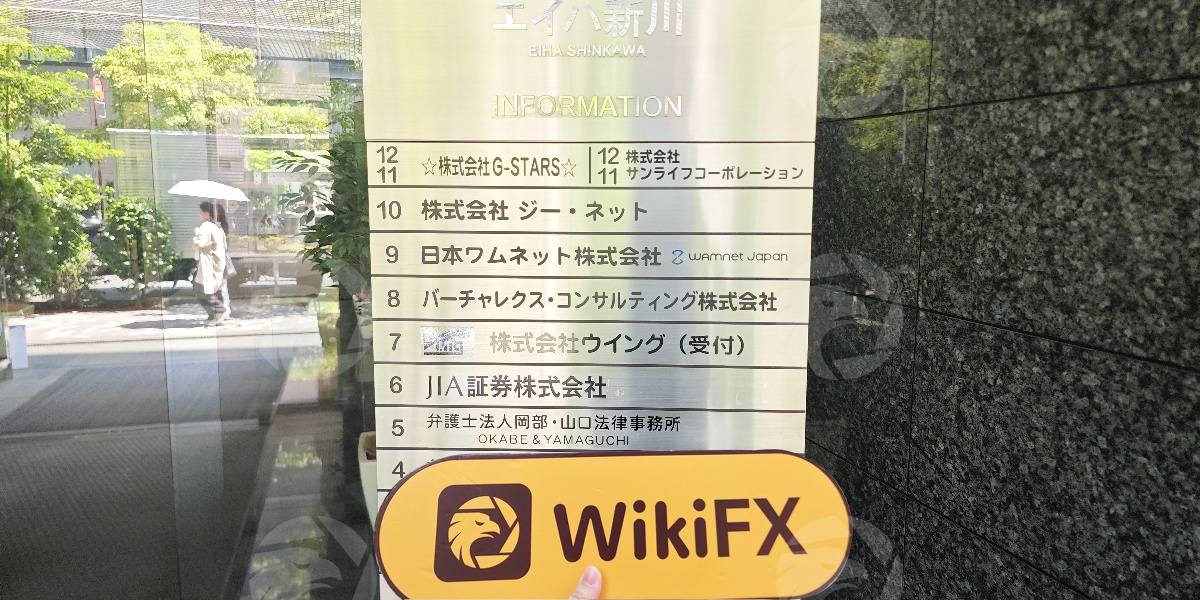 エイハ新川
EIHA SHINKAWA
INFORMATION
12 11 ☆株式会社G-STARS☆ 12 11 株式会社 サンライフコーポレーション
10 株式会社 ジー・ネット
9 日本ワムネット株式会社 wamnet Japan
8 バーチャレクス・コンサルティング株式会社
7 株式会社ウイング（受付）
6 JIA証券株式会社
5 弁護士法人岡部・山口法律事務所
OKABE & YAMAGUCHI
4
WikiFX